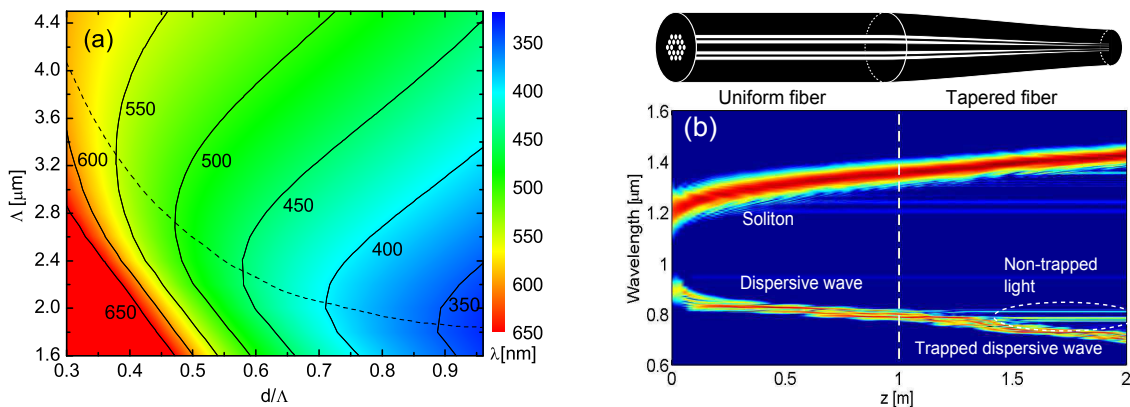 (a)
Λ [µm]
4.4
4.0
3.6
3.2
2.8
2.4
2.0
1.6
0.3 0.4 0.5 0.6 0.7 0.8 0.9
d/Λ
550
600
500
450
400
650
350
350
400
450
500
550
600
650
λ[nm]
Uniform fiber Tapered fiber
(b)
Wavelength [µm]
1.6
1.4
1.2
1
0.8
0.6
Soliton
Dispersive wave
Non-trapped
light
Trapped dispersive wave
0 0.5 1 1.5 2
z [m]